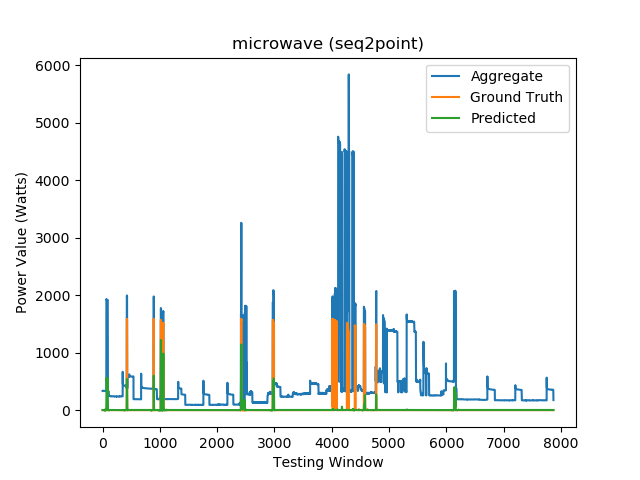 microwave (seq2point)
Aggregate
Ground Truth
Predicted
Power Value (Watts)
6000
5000
4000
3000
2000
1000
0
0 1000 2000 3000 4000 5000 6000 7000 8000
Testing Window